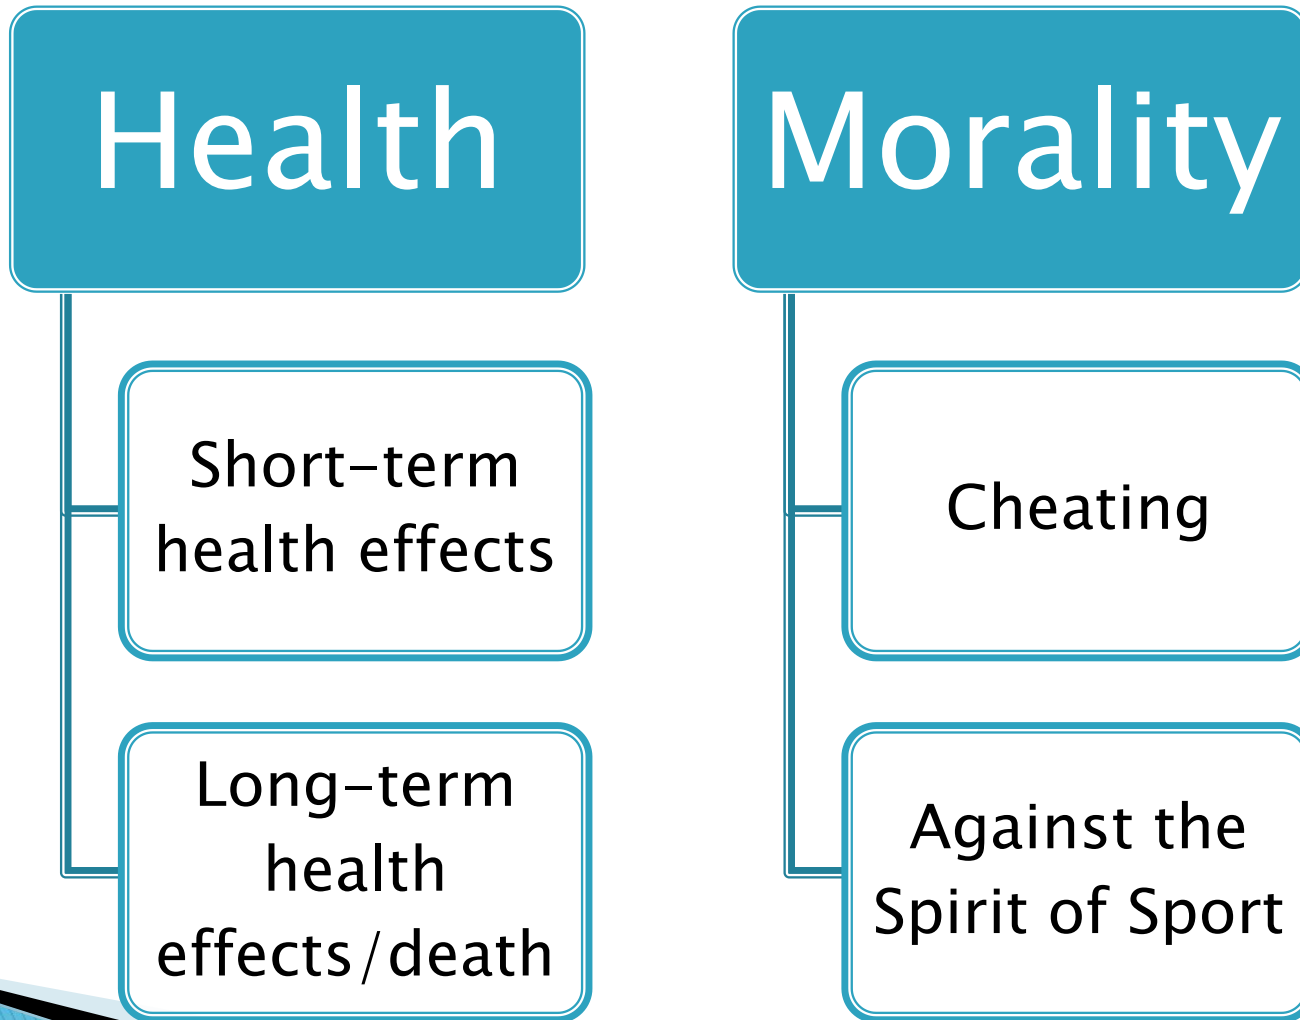 Health
Short-term
health effects
Long-term
health
effects/death
Morality
Cheating
Against the
Spirit of Sport